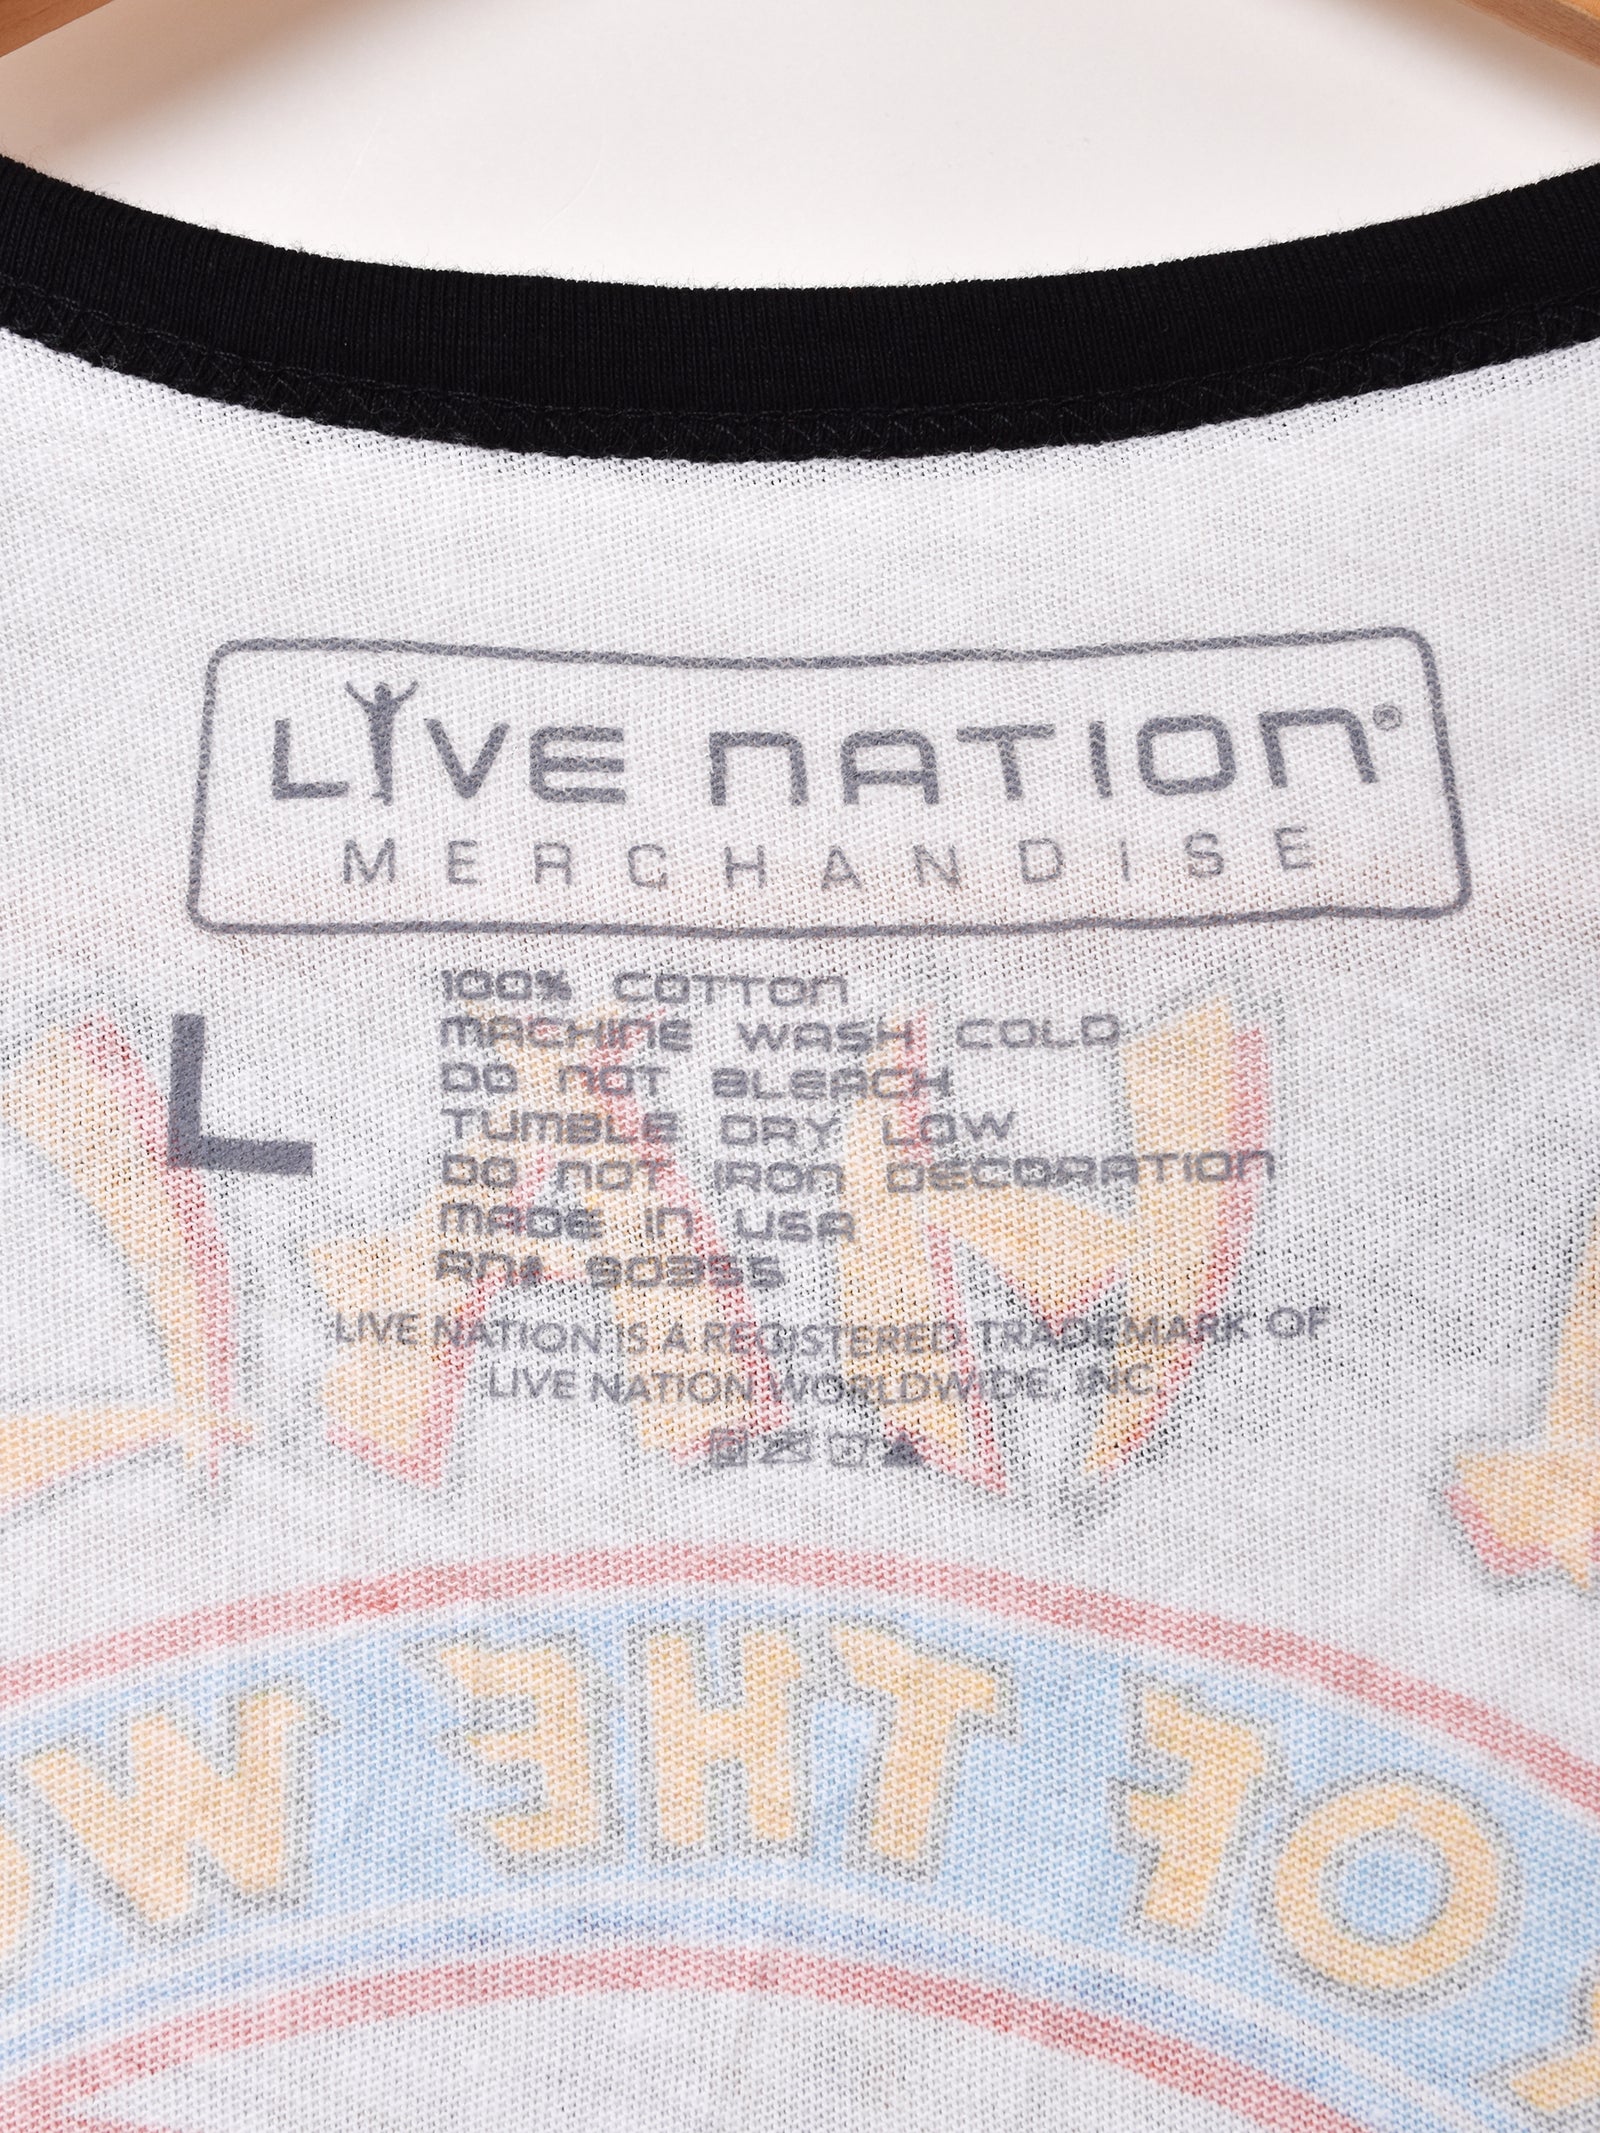 LIVE NATION®
MERCHANDISE
L
100% COTTON
MACHINE WASH COLD
DO NOT BLEACH
TUMBLE DRY LOW
DO NOT IRON DECORATION
MADE IN USA
RN# 90355
LIVE NATION IS A REGISTERED TRADEMARK OF
LIVE NATION WORLDWIDE, INC
OF THE